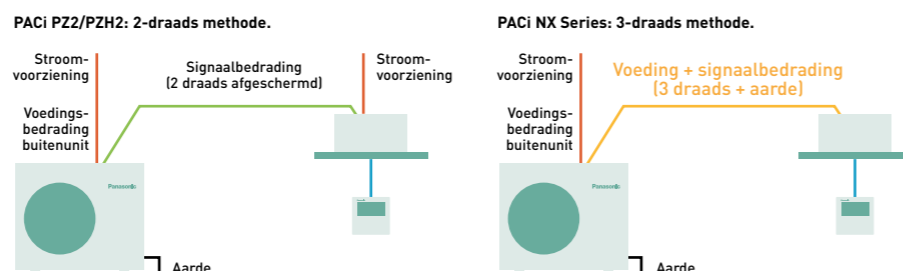 PACi PZ2/PZH2: 2-draads methode.
Stroom-
voorziening
Signaalbedrading
(2 draads afgeschermd)
Stroom-
voorziening
Voedings-
bedrading
buitenunit
Panasonic
Aarde
PACi NX Series: 3-draads methode.
Stroom-
voorziening
Voeding + signaalbedrading
(3 draads + aarde)
Voedings-
bedrading
buitenunit
Panasonic
Aarde